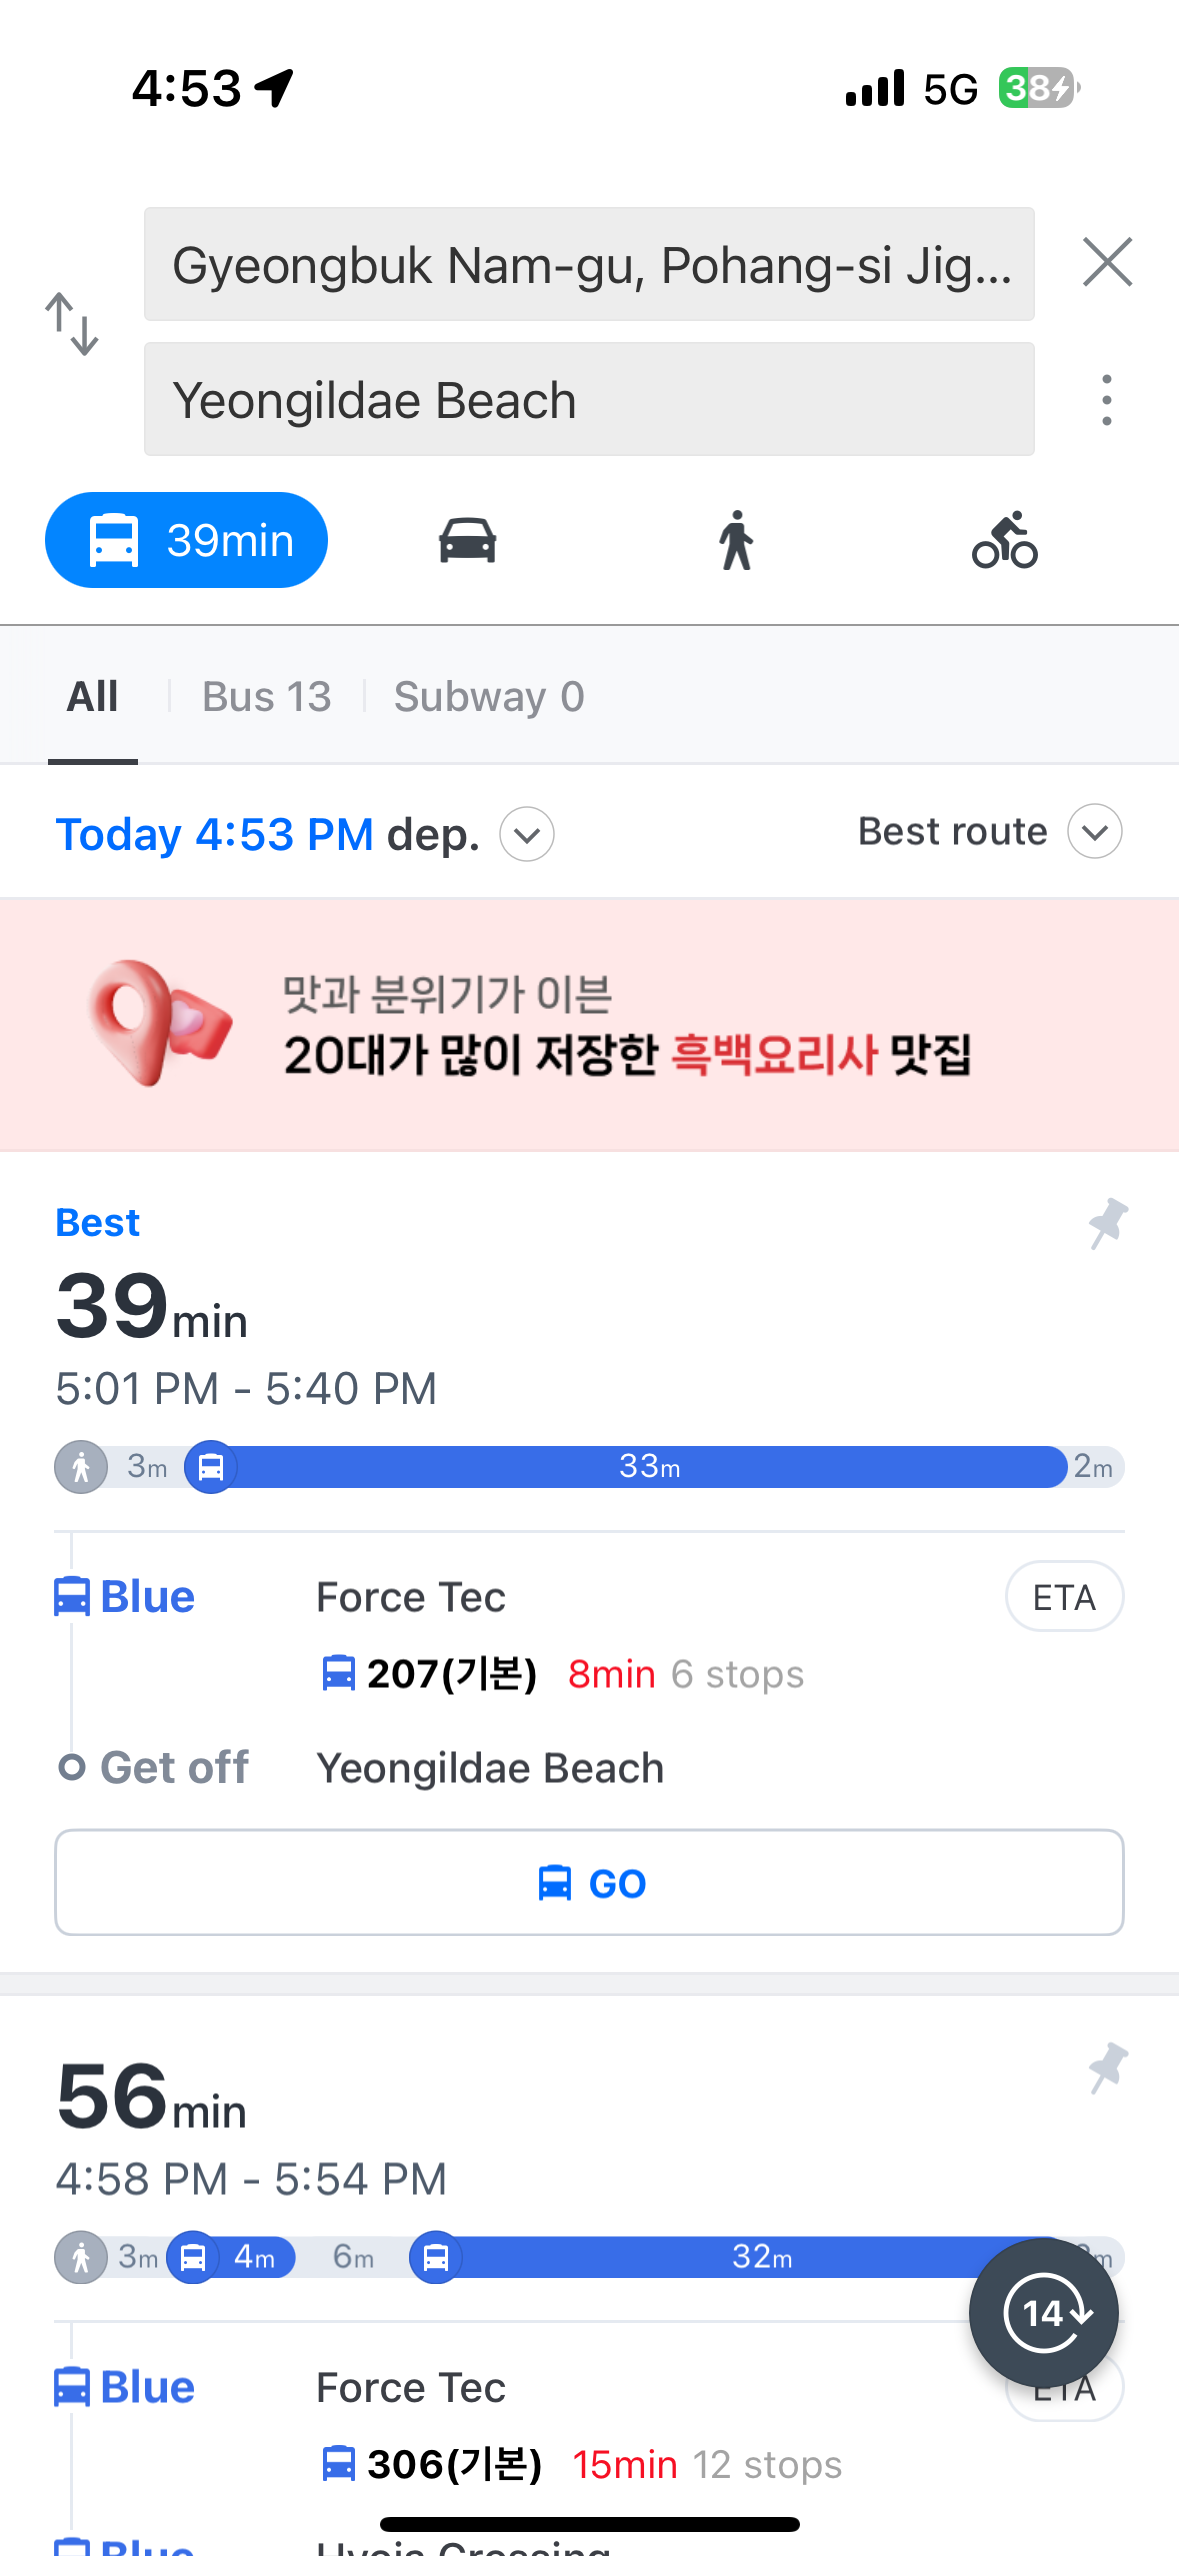 4:53
5G
38
Gyeongbuk Nam-gu, Pohang-si Jig...
Yeongildae Beach
39min
All
Bus 13
Subway 0
Today 4:53 PM dep.
Best route
맛과 분위기가 이븐
20대가 많이 저장한 흑백요리사 맛집
Best
39min
5:01 PM - 5:40 PM
3m
33m
2m
Blue
Force Tec
ETA
207(기본) 8min 6 stops
Get off
Yeongildae Beach
GO
56min
4:58 PM - 5:54 PM
3m
4m
6m
32m
14
Blue
Force Tec
ETA
306(기본) 15min 12 stops
Blue
Crossing